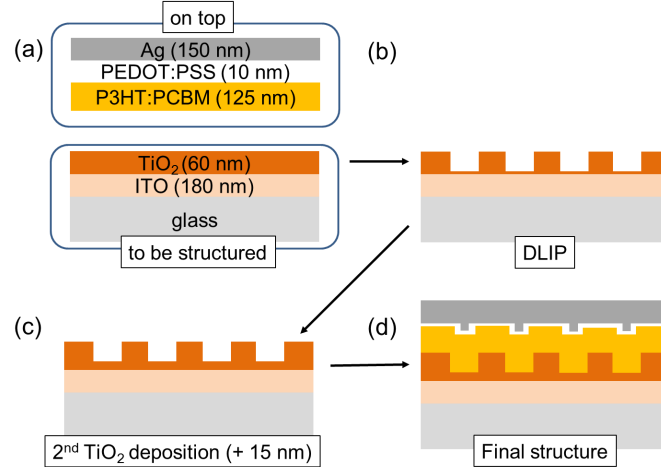 on top
(a)
Ag (150 nm)
PEDOT:PSS (10 nm)
P3HT:PCBM (125 nm)
(b)
TiO₂ (60 nm)
ITO (180 nm)
glass
to be structured
DLIP
(c)
2ⁿᵈ TiO₂ deposition (+ 15 nm)
(d)
Final structure